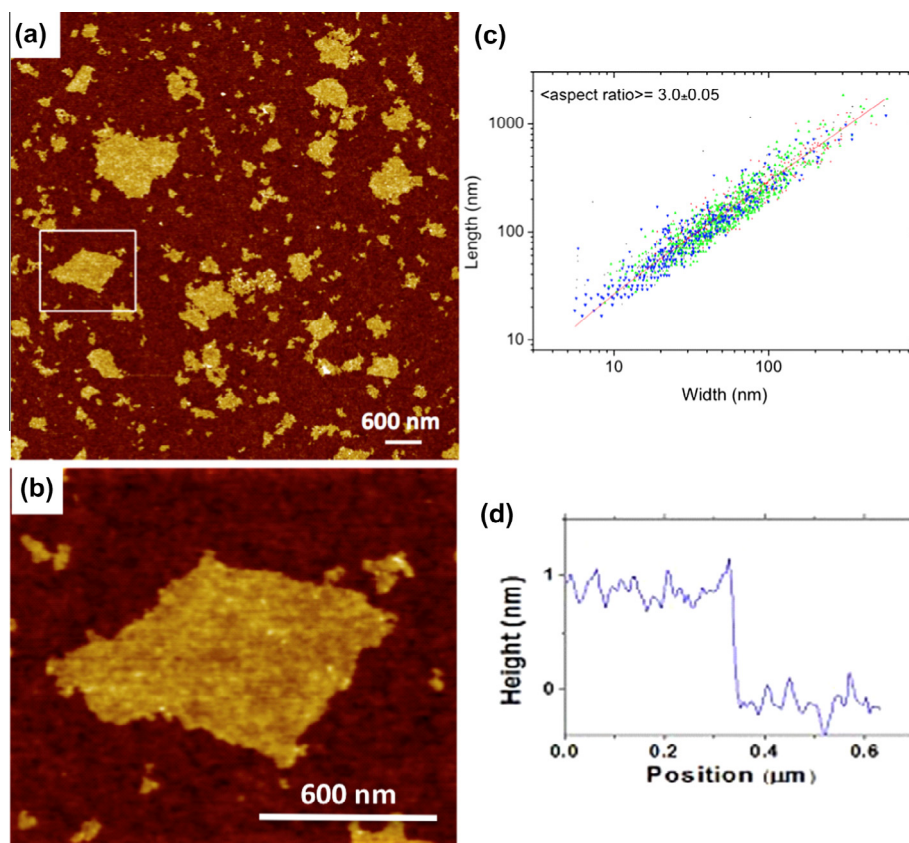 (a)
600 nm
(b)
600 nm
(c)
<aspect ratio>= 3.0±0.05
1000
100
10
Length (nm)
10
100
Width (nm)
(d)
1
0
Height (nm)
0.0
0.2
0.4
0.6
Position (μm)